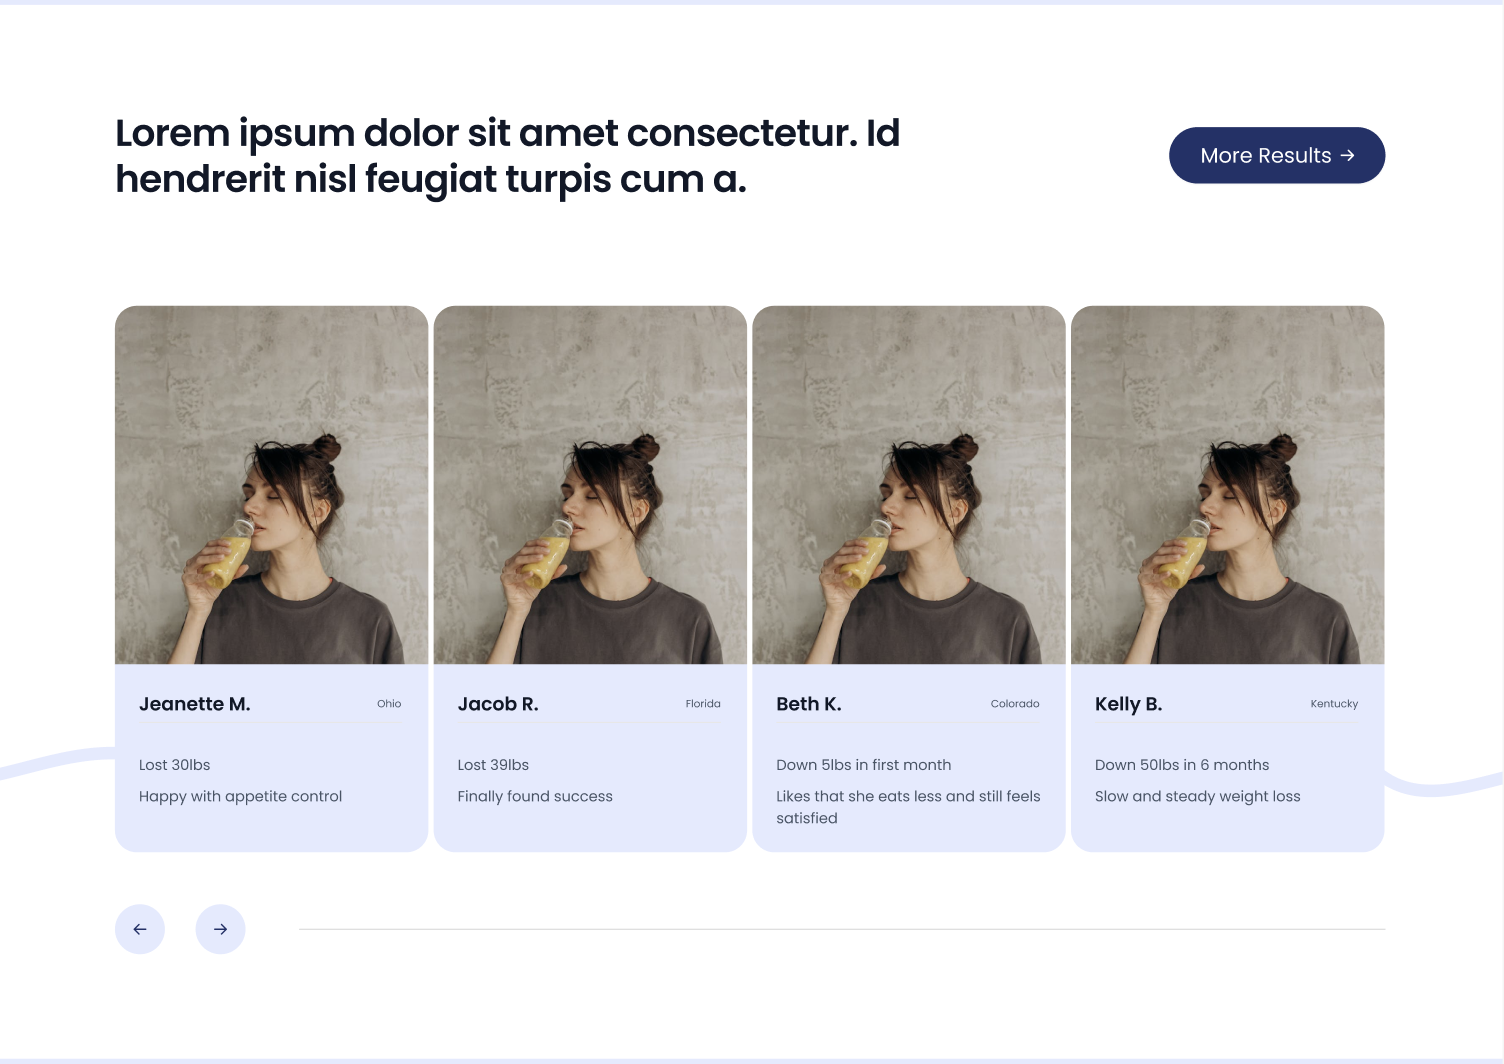 Lorem ipsum dolor sit amet consectetur. Id
hendrerit nisl feugiat turpis cum a.
More Results →
Jeanette M.
Ohio
Lost 30lbs
Happy with appetite control
Jacob R.
Florida
Lost 39lbs
Finally found success
Beth K.
Colorado
Down 5lbs in first month
Likes that she eats less and still feels
satisfied
Kelly B.
Kentucky
Down 50lbs in 6 months
Slow and steady weight loss